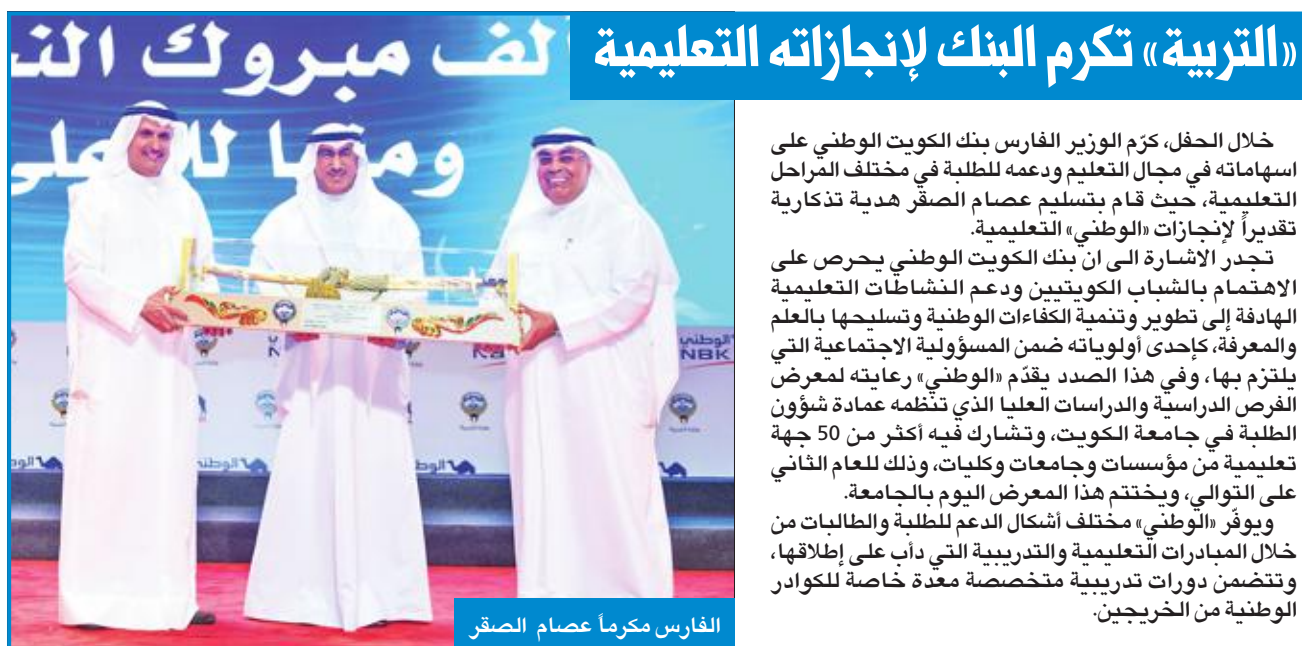 «التربية» تكرم البنك لإنجازاته التعليمية
خلال الحفل، كرّم الوزير الفارس بنك الكويت الوطني على
اسهاماته في مجال التعليم ودعمه للطلبة في مختلف المراحل
التعليمية، حيث قام بتسليم عصام الصقر هدية تذكارية
تقديراً لإنجازات «الوطني» التعليمية.
تجدر الاشارة الى ان بنك الكويت الوطني يحرص على
الاهتمام بالشباب الكويتيين ودعم النشاطات التعليمية
الهادفة إلى تطوير وتنمية الكفاءات الوطنية وتسليحها بالعلم
والمعرفة، كإحدى أولوياته ضمن المسؤولية الاجتماعية التي
يلتزم بها، وفي هذا الصدد يقدّم «الوطني» رعايته لمعرض
الفرص الدراسية والدراسات العليا الذي تنظمه عمادة شؤون
الطلبة في جامعة الكويت، وتشارك فيه أكثر من 50 جهة
تعليمية من مؤسسات وجامعات وكليات، وذلك للعام الثاني
على التوالي، ويختتم هذا المعرض اليوم بالجامعة.
ويوفّر «الوطني» مختلف أشكال الدعم للطلبة والطالبات من
خلال المبادرات التعليمية والتدريبية التي دأب على إطلاقها،
وتتضمن دورات تدريبية متخصصة معدة خاصة للكوادر
الوطنية من الخريجين.
مبروك
الوطني
NBK
الوطني
الفارس مكرماً عصام الصقر